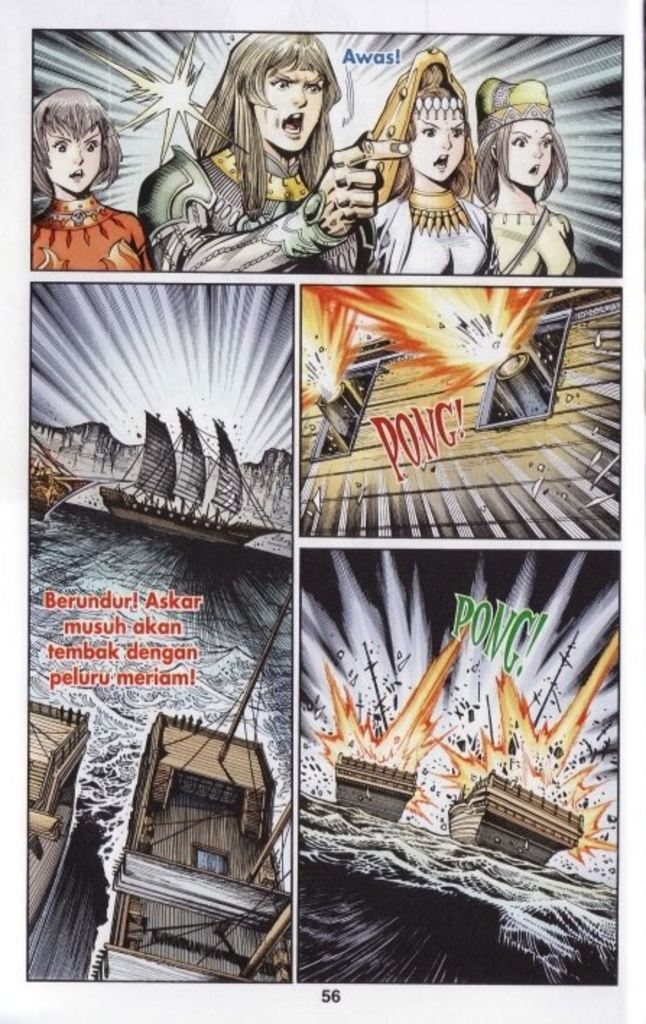 Awas!
PONG!
Berundur! Askar
musuh akan
tembak dengan
peluru meriam!
PONG!
56